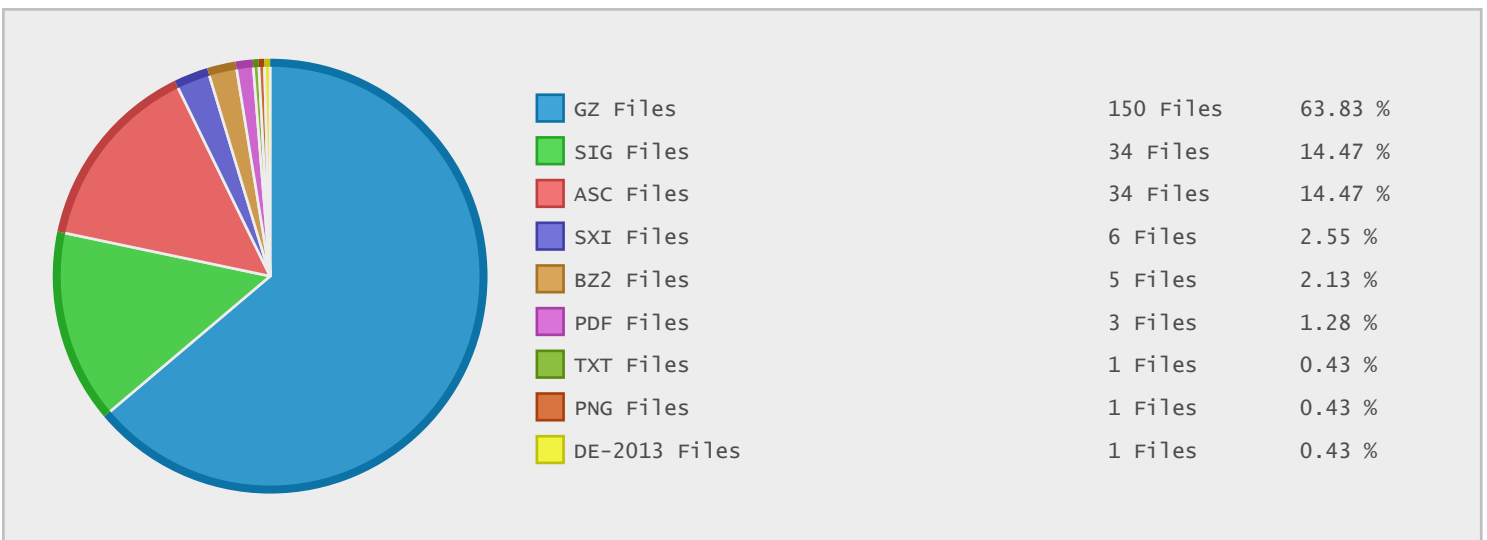 GZ Files 150 Files 63.83 %
SIG Files 34 Files 14.47 %
ASC Files 34 Files 14.47 %
SXI Files 6 Files 2.55 %
BZ2 Files 5 Files 2.13 %
PDF Files 3 Files 1.28 %
TXT Files 1 Files 0.43 %
PNG Files 1 Files 0.43 %
DE-2013 Files 1 Files 0.43 %